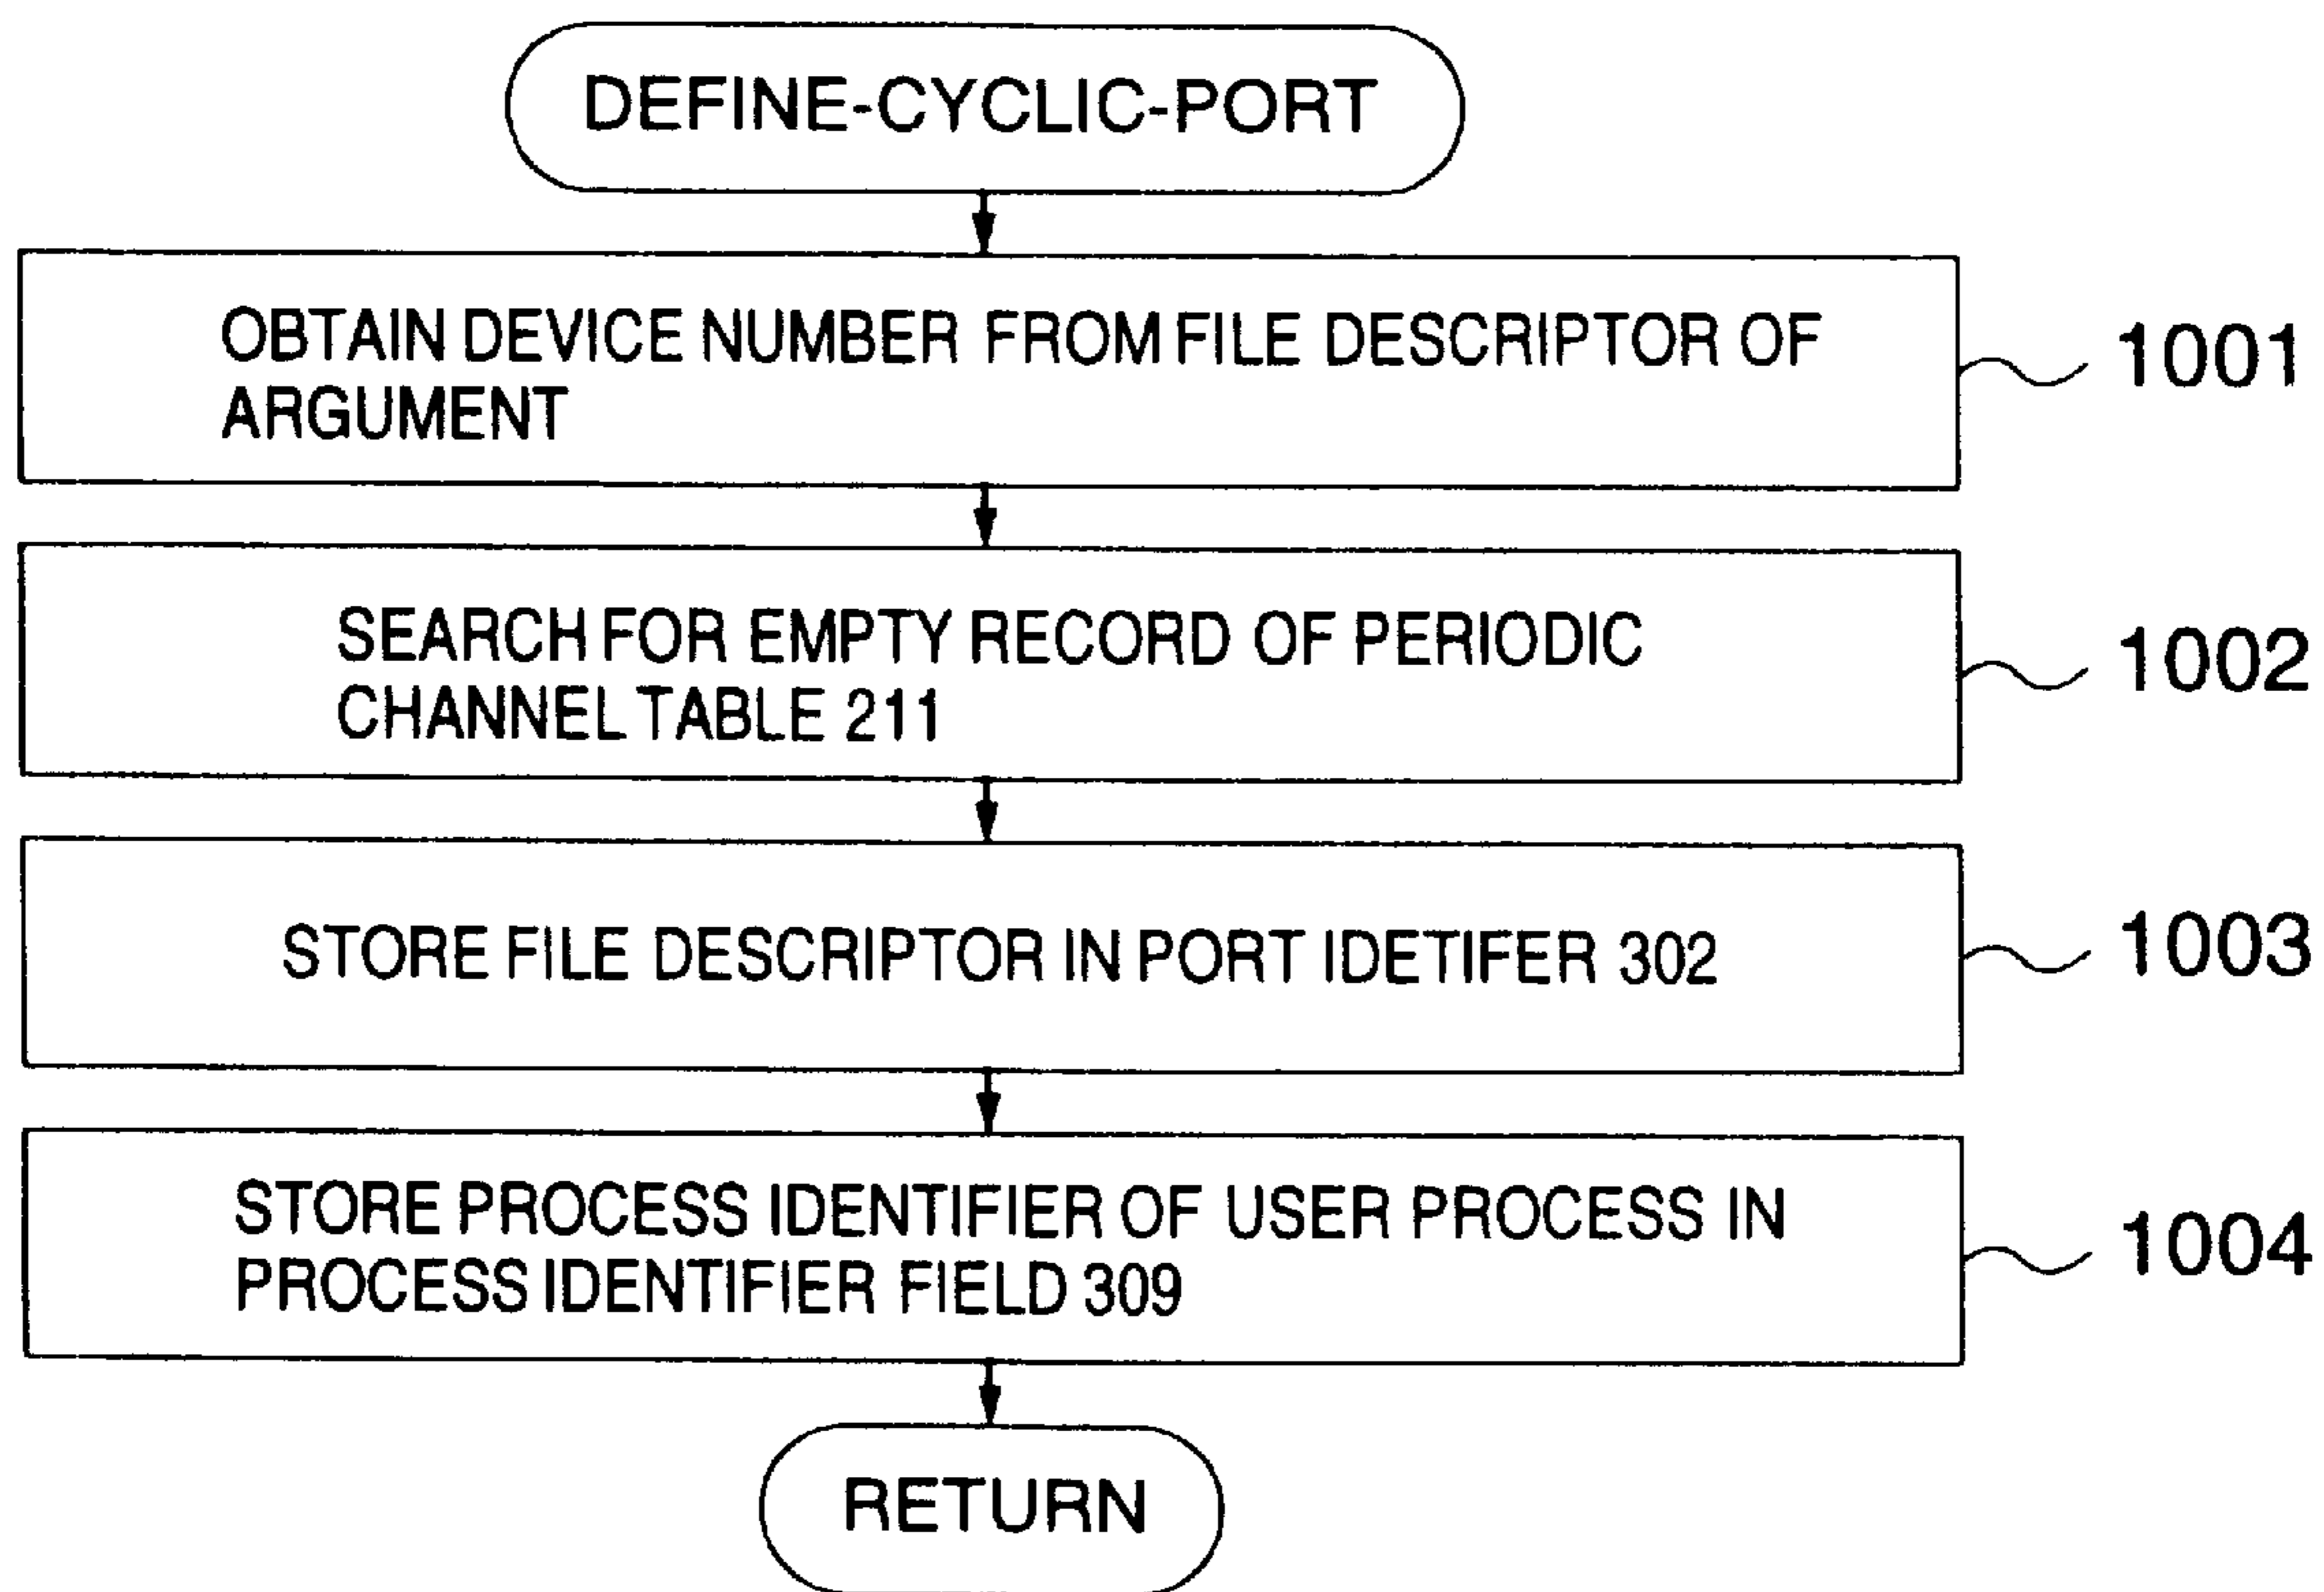 DEFINE-CYCLIC-PORT
OBTAIN DEVICE NUMBER FROM FILE DESCRIPTOR OF
ARGUMENT
1001
SEARCH FOR EMPTY RECORD OF PERIODIC
CHANNEL TABLE 211
1002
STORE FILE DESCRIPTOR IN PORT IDETIFER 302
1003
STORE PROCESS IDENTIFIER OF USER PROCESS IN
PROCESS IDENTIFIER FIELD 309
1004
RETURN